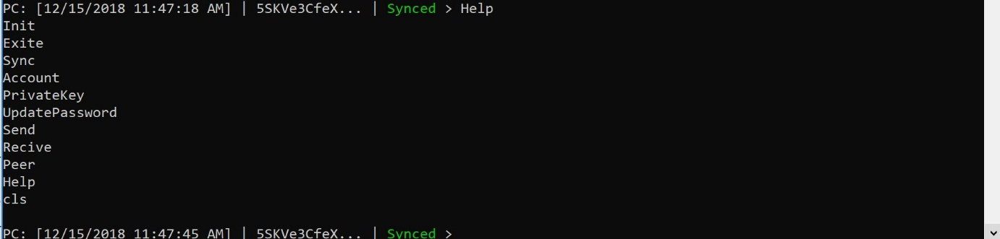 PC: [12/15/2018 11:47:18 AM] | 5SKVe3CfeX... | Synced > Help
Init
Exite
Sync
Account
PrivateKey
UpdatePassword
Send
Recive
Peer
Help
cls
PC: [12/15/2018 11:47:45 AM] | 5SKVe3CfeX... | Synced >